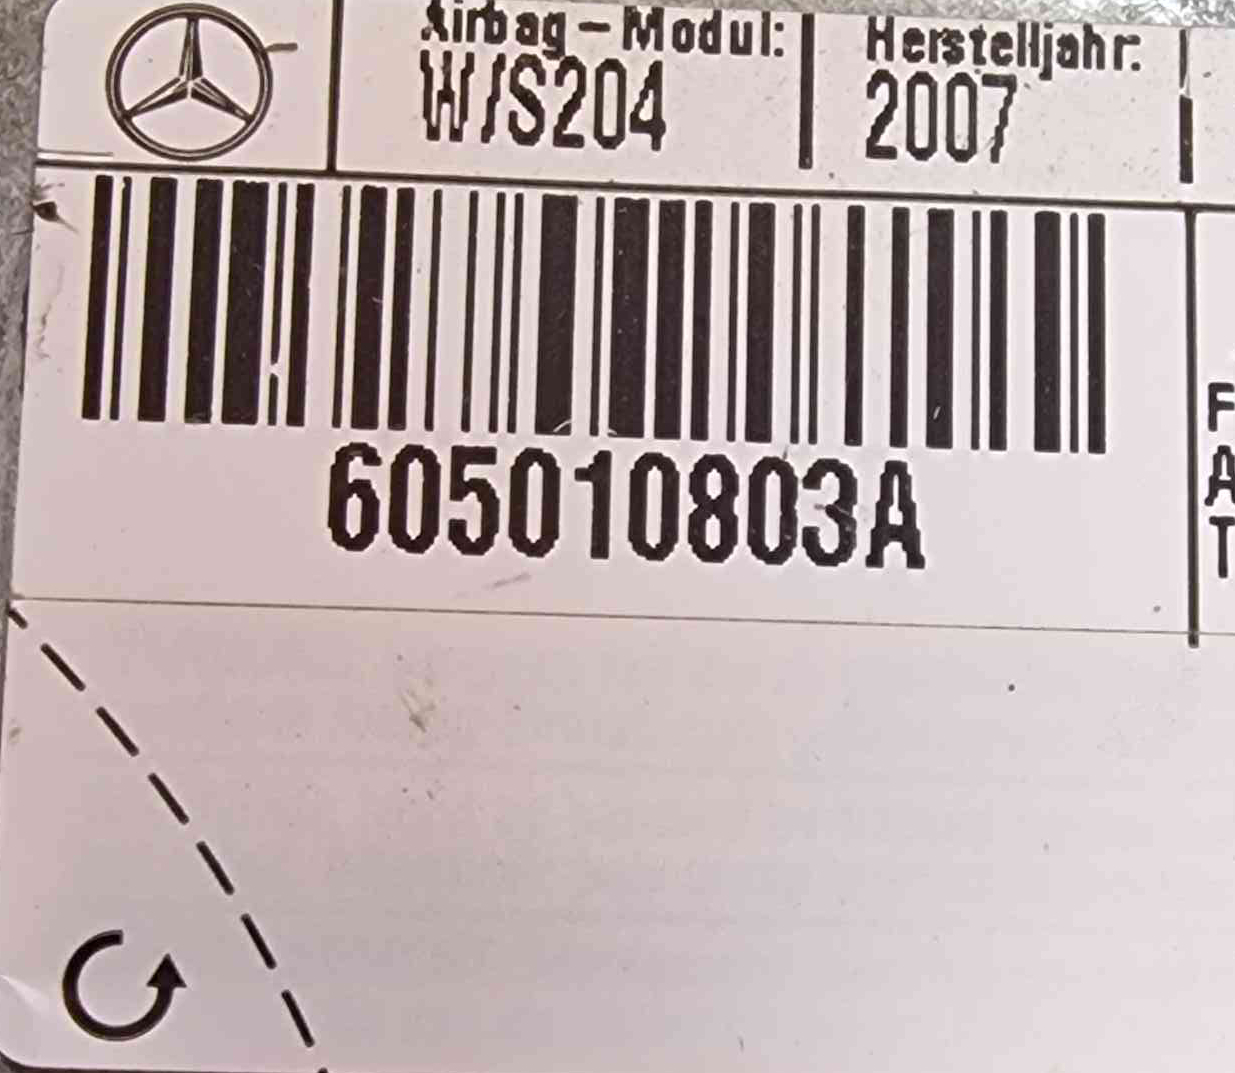 Airbag-Modul: Herstelljahr:
W/S204 2007
605010803A
F
A
T